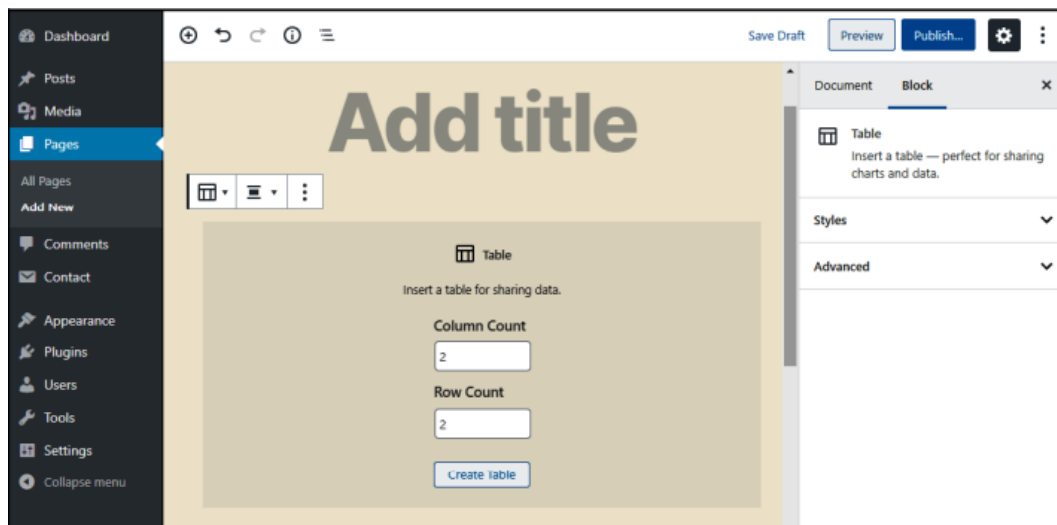 Dashboard
Posts
Media
Pages
All Pages
Add New
Comments
Contact
Appearance
Plugins
Users
Tools
Settings
Collapse menu
Save Draft
Preview
Publish...
Add title
Table
Insert a table for sharing data.
Column Count
2
Row Count
2
Create Table
Document
Block
Table
Insert a table — perfect for sharing
charts and data.
Styles
Advanced